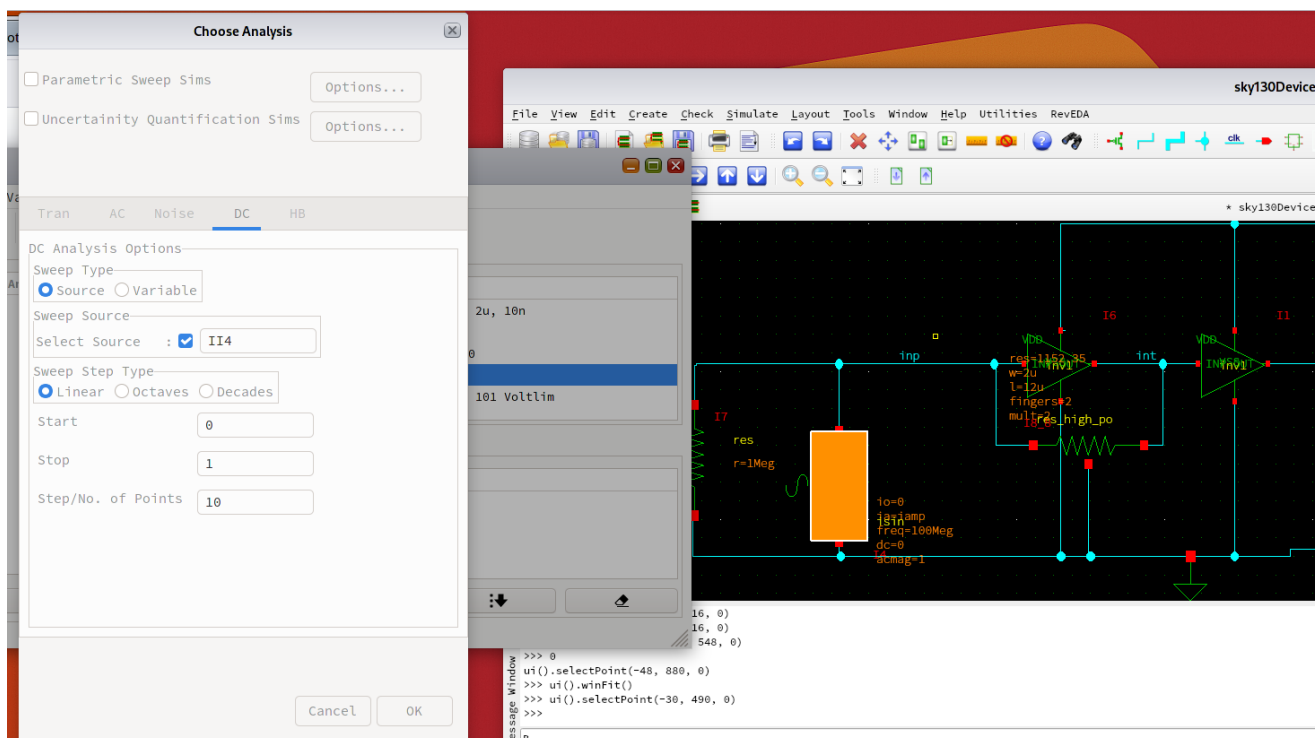 Choose Analysis
Parametric Sweep Sims
Options...
Uncertainity Quantification Sims
Options...
Tran AC Noise DC HB
DC Analysis Options
Sweep Type
Source Variable
Sweep Source
Select Source : II4
Sweep Step Type
Linear Octaves Decades
Start 0
Stop 1
Step/No. of Points 10
Cancel OK
2u, 10n
0
101 Voltlim
sky130Device
File View Edit Create Check Simulate Layout Tools Window Help Utilities RevEDA
clk
* sky130Device
I6
I1
VDD
VDD
inp
int
res=1152.35
w=2u
l=12u
fingers=2
mult=2
inv1
inv1
res_high_po
I7
res
r=1Meg
io=0
ia=iamp
isin
freq=100Meg
dc=0
acmag=1
16, 0)
16, 0)
548, 0)
>>> 0
ui().selectPoint(-48, 880, 0)
>>> ui().winFit()
>>> ui().selectPoint(-30, 490, 0)
>>>
essage Window